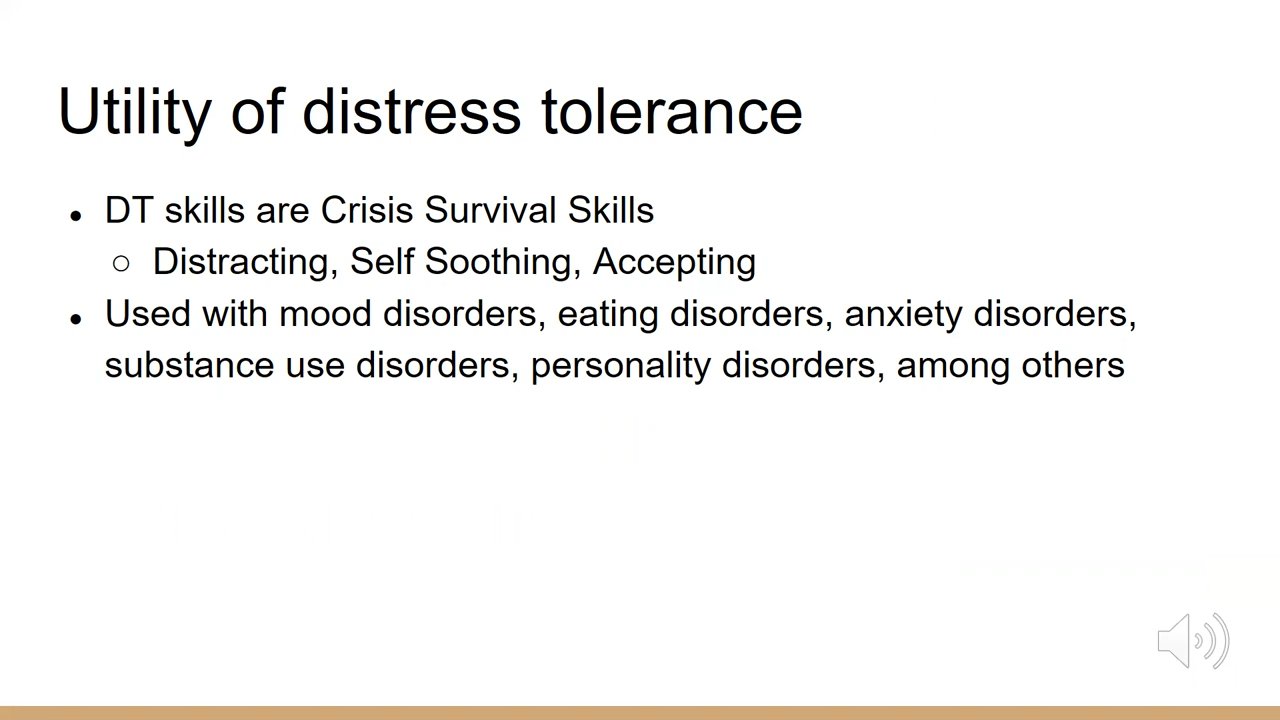 Utility of distress tolerance
● DT skills are Crisis Survival Skills
○ Distracting, Self Soothing, Accepting
● Used with mood disorders, eating disorders, anxiety disorders,
substance use disorders, personality disorders, among others